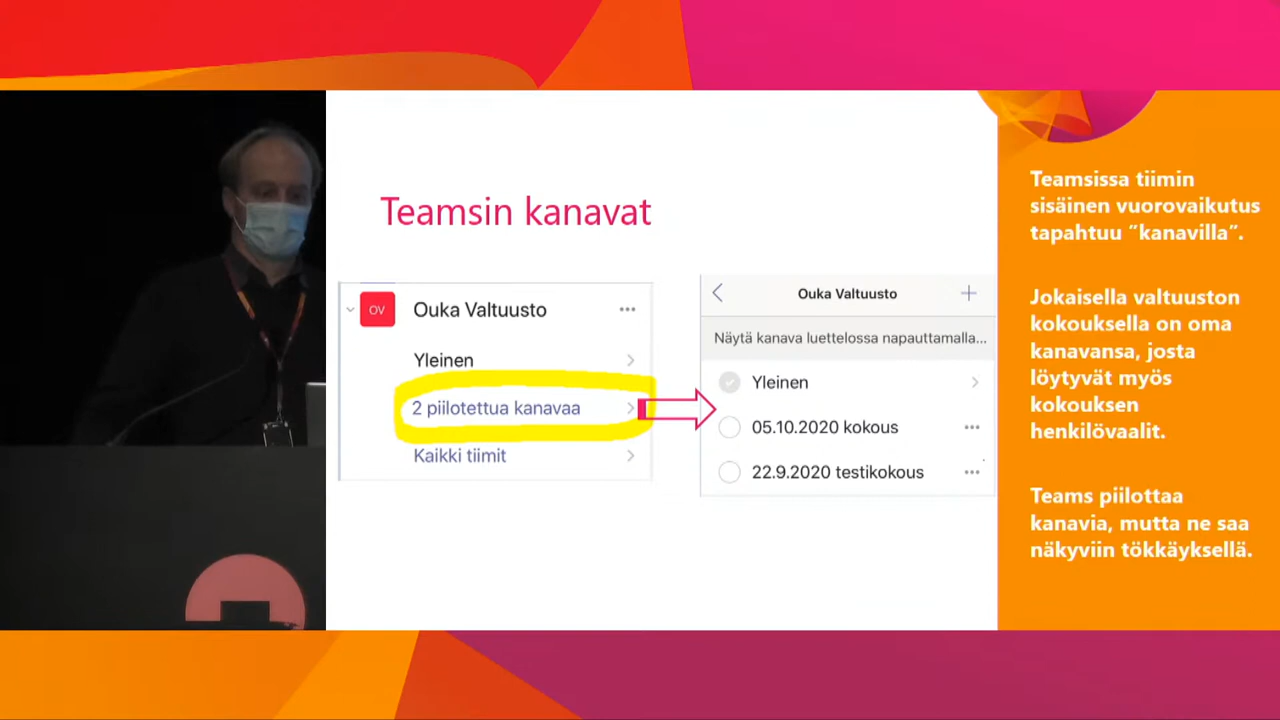 Teamsin kanavat
OV
Ouka Valtuusto
Yleinen
2 piilotettua kanavaa
Kaikki tiimit
Ouka Valtuusto
Näytä kanava luettelossa napauttamalla...
Yleinen
05.10.2020 kokous
22.9.2020 testikokous
Teamsissa tiimin
sisäinen vuorovaikutus
tapahtuu ”kanavilla”.
Jokaisella valtuuston
kokouksella on oma
kanavansa, josta
löytyvät myös
kokouksen
henkilövaalit.
Teams piilottaa
kanavia, mutta ne saa
näkyviin tökkäyksellä.